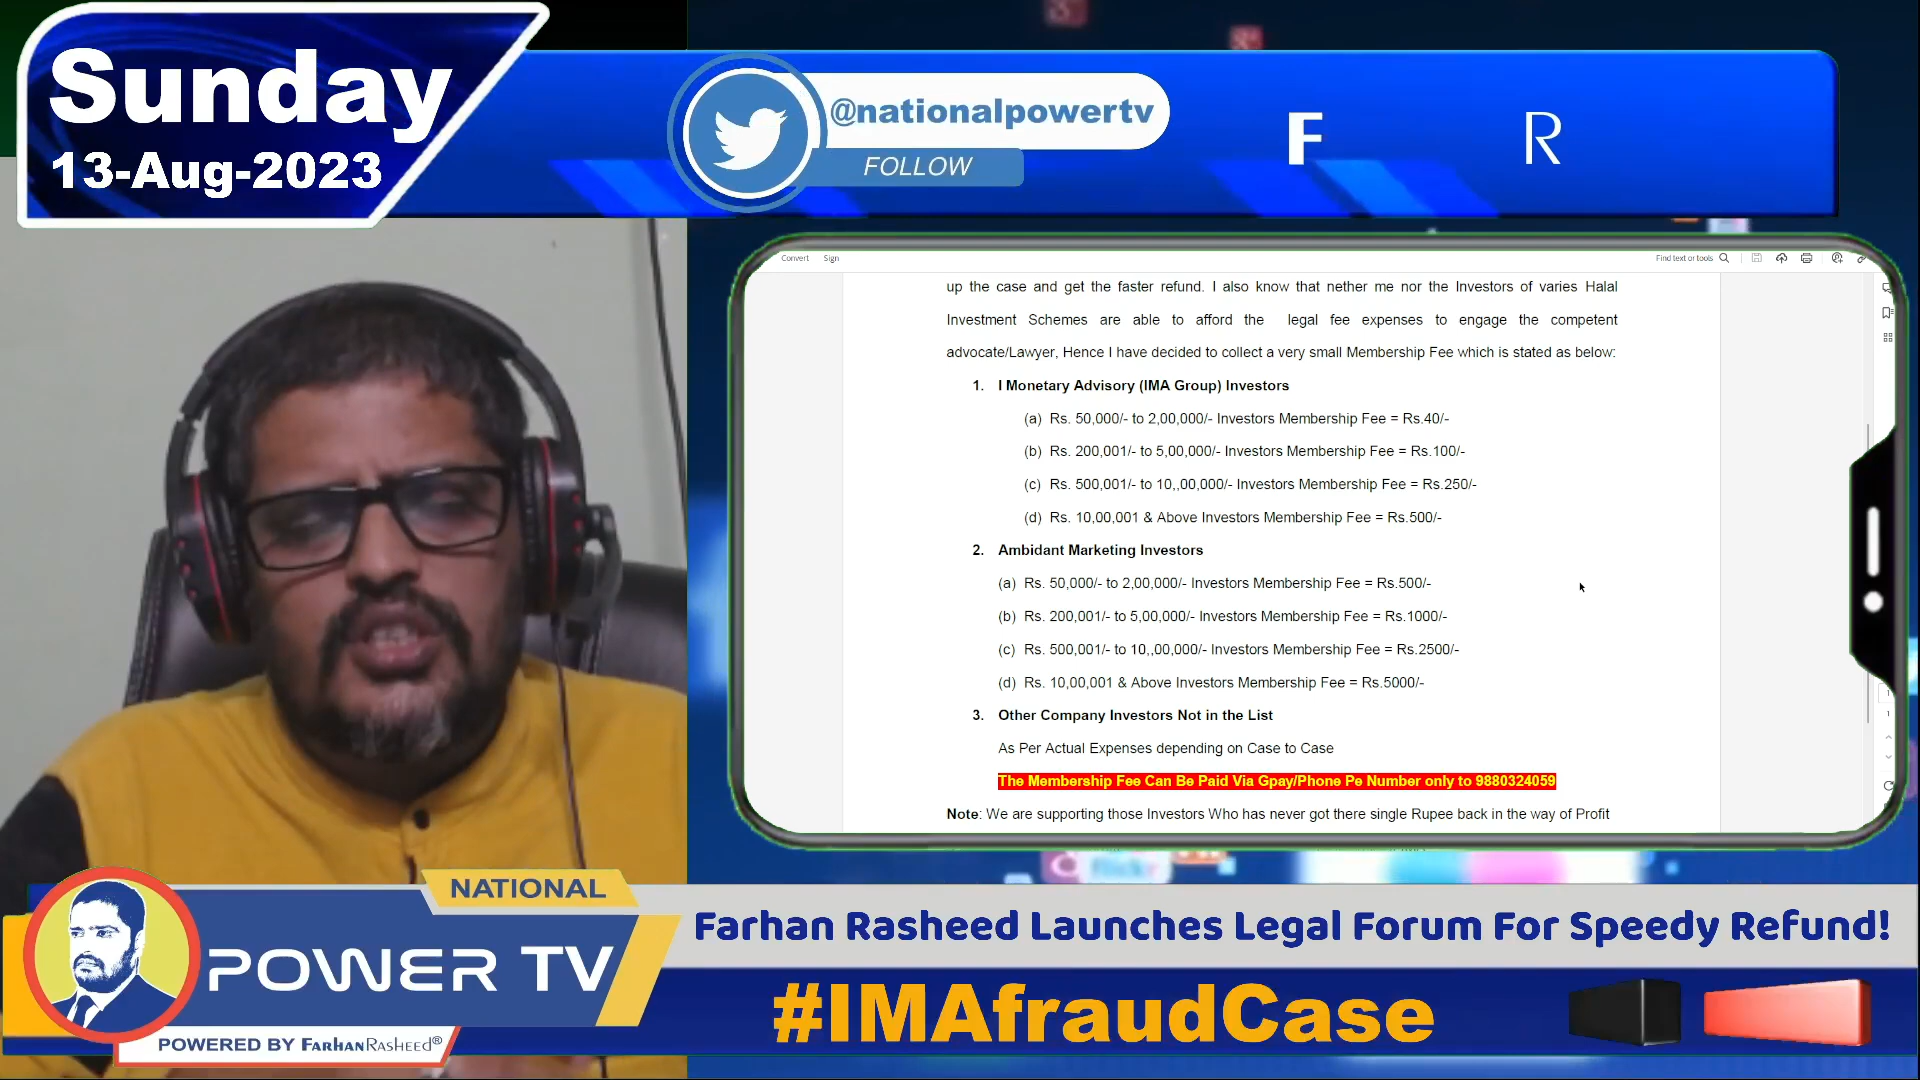 Sunday
13-Aug-2023
@nationalpowertv
FOLLOW
F R
Convert Sign
Find text or tools
up the case and get the faster refund. I also know that nether me nor the Investors of varies Halal
Investment Schemes are able to afford the legal fee expenses to engage the competent
advocate/Lawyer, Hence I have decided to collect a very small Membership Fee which is stated as below:
1. I Monetary Advisory (IMA Group) Investors
(a) Rs. 50,000/- to 2,00,000/- Investors Membership Fee = Rs.40/-
(b) Rs. 200,001/- to 5,00,000/- Investors Membership Fee = Rs.100/-
(c) Rs. 500,001/- to 10,,00,000/- Investors Membership Fee = Rs.250/-
(d) Rs. 10,00,001 & Above Investors Membership Fee = Rs.500/-
2. Ambidant Marketing Investors
(a) Rs. 50,000/- to 2,00,000/- Investors Membership Fee = Rs.500/-
(b) Rs. 200,001/- to 5,00,000/- Investors Membership Fee = Rs.1000/-
(c) Rs. 500,001/- to 10,,00,000/- Investors Membership Fee = Rs.2500/-
(d) Rs. 10,00,001 & Above Investors Membership Fee = Rs.5000/-
3. Other Company Investors Not in the List
As Per Actual Expenses depending on Case to Case
The Membership Fee Can Be Paid Via Gpay/Phone Pe Number only to 9880324059
Note: We are supporting those Investors Who has never got there single Rupee back in the way of Profit
flickr
NATIONAL
POWER TV
POWERED BY FARHANRASHEED®
Farhan Rasheed Launches Legal Forum For Speedy Refund!
#IMAfraudCase